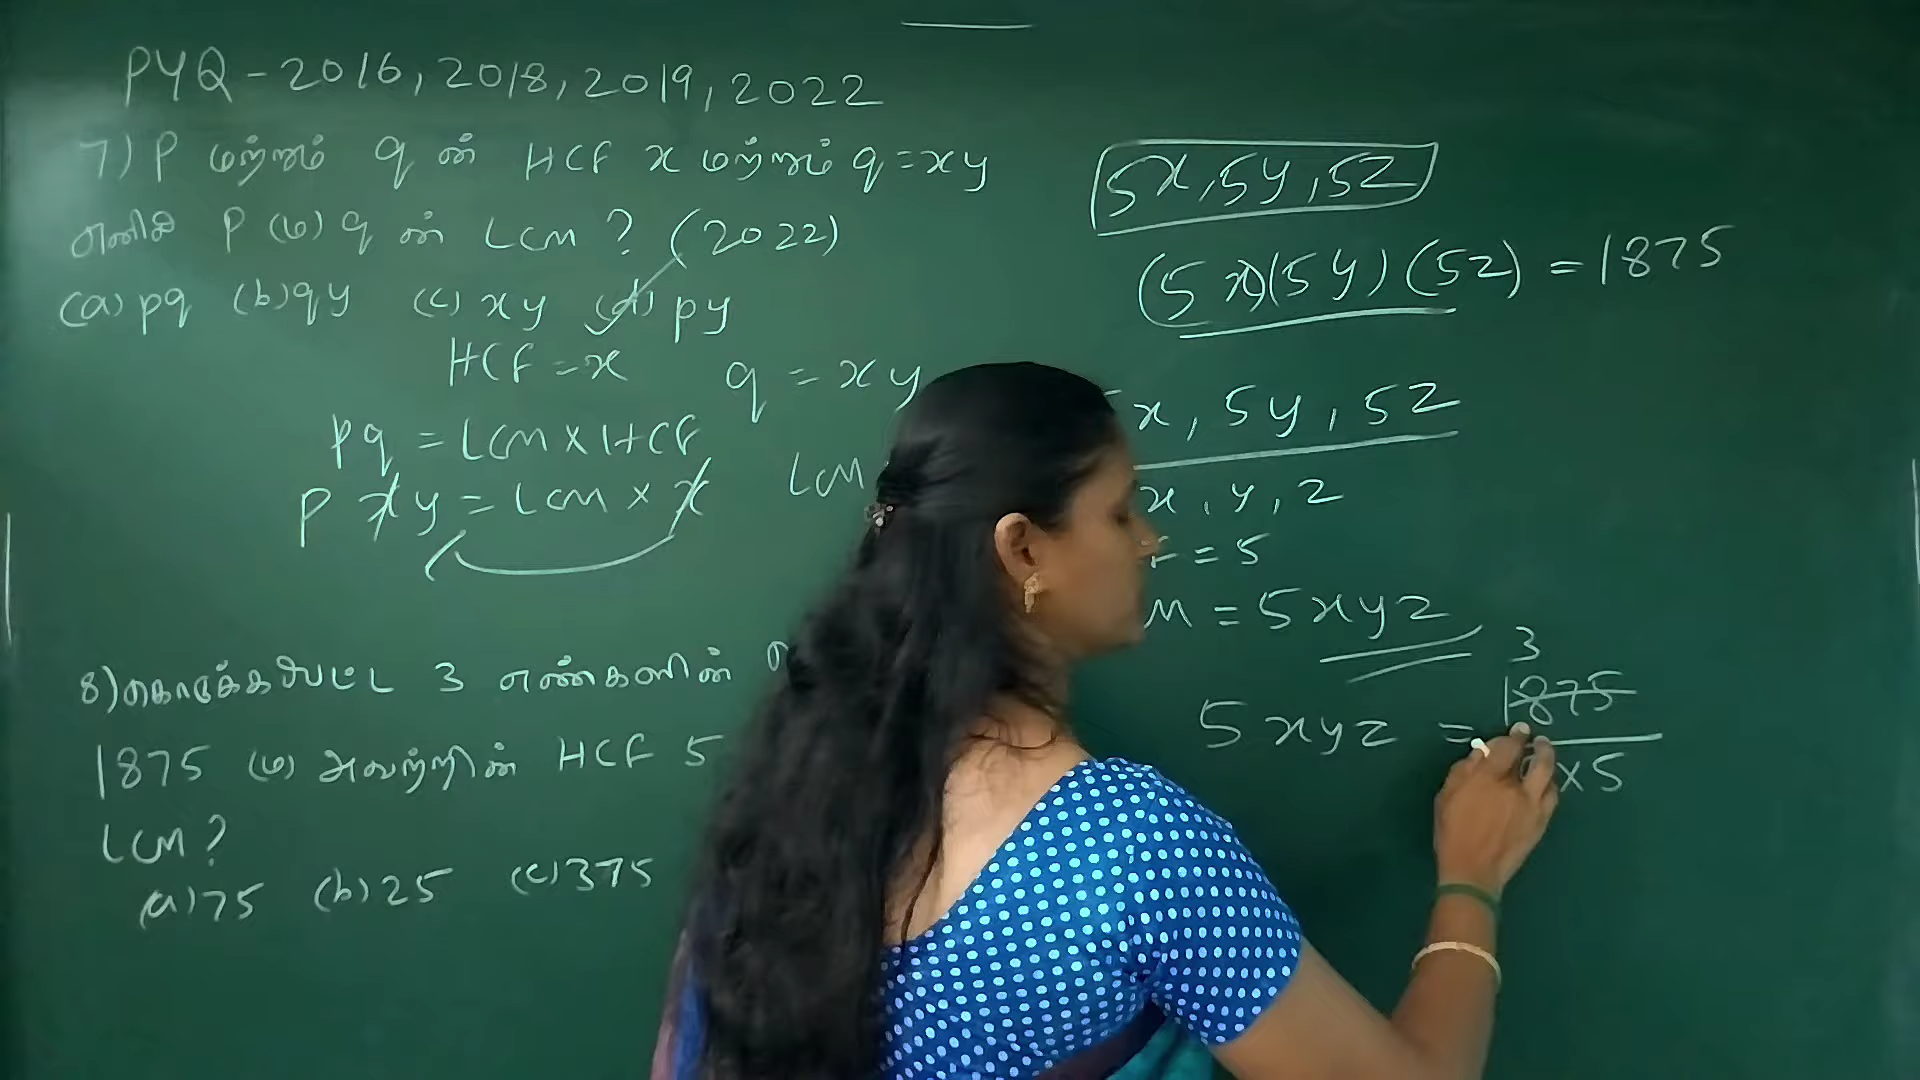 PYQ - 2016, 2018, 2019, 2022
7) P மற்றும் q ன் HCF x மற்றும் q = xy
எனில் P (ம) q ன் LCM ? (2022)
(a) pq (b) qy (c) xy (d) py
HCF = x q = xy
pq = LCM x HCF
P xy = LCM x x
LCM
8) கொடுக்கப்பட்ட 3 எண்களின்
1875 (ம) அவற்றின் HCF 5
LCM ?
(a) 75 (b) 25 (c) 375
5x, 5y, 5z
(5x)(5y)(5z) = 1875
x, 5y, 5z
x, y, z
= 5
M = 5xyz
3
5xyz = 1875
x 5